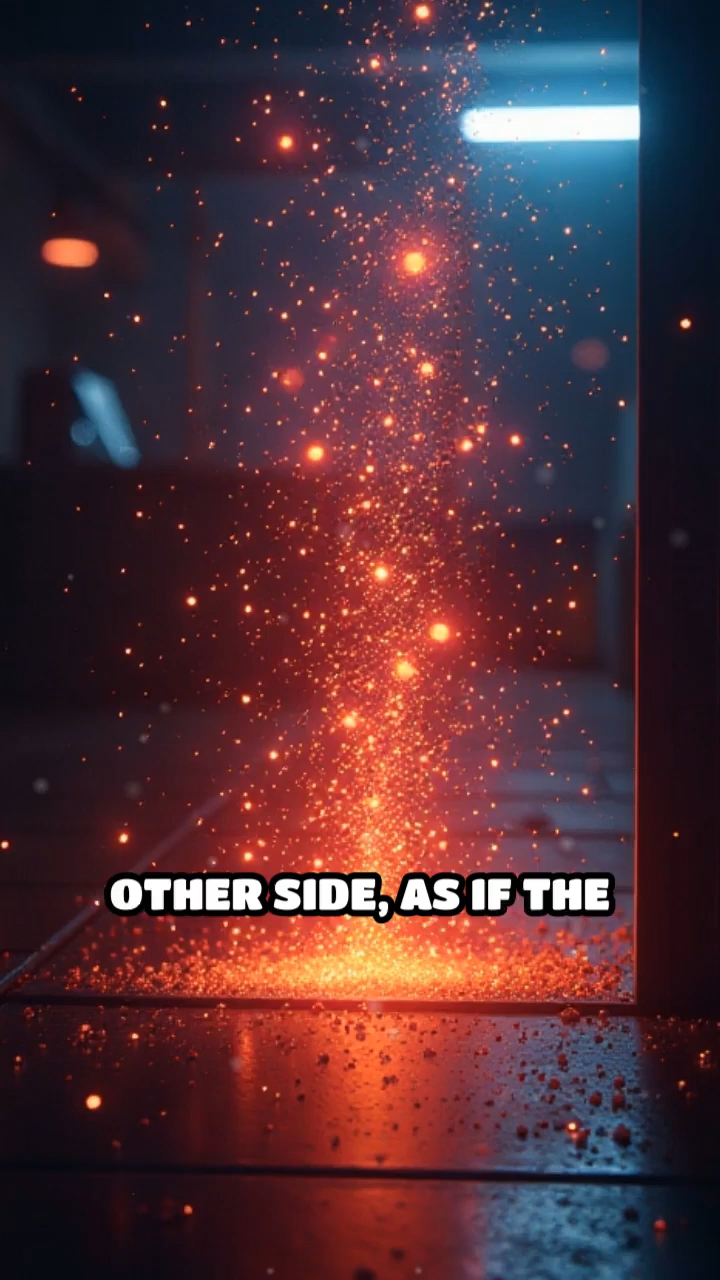 OTHER SIDE, AS IF THE